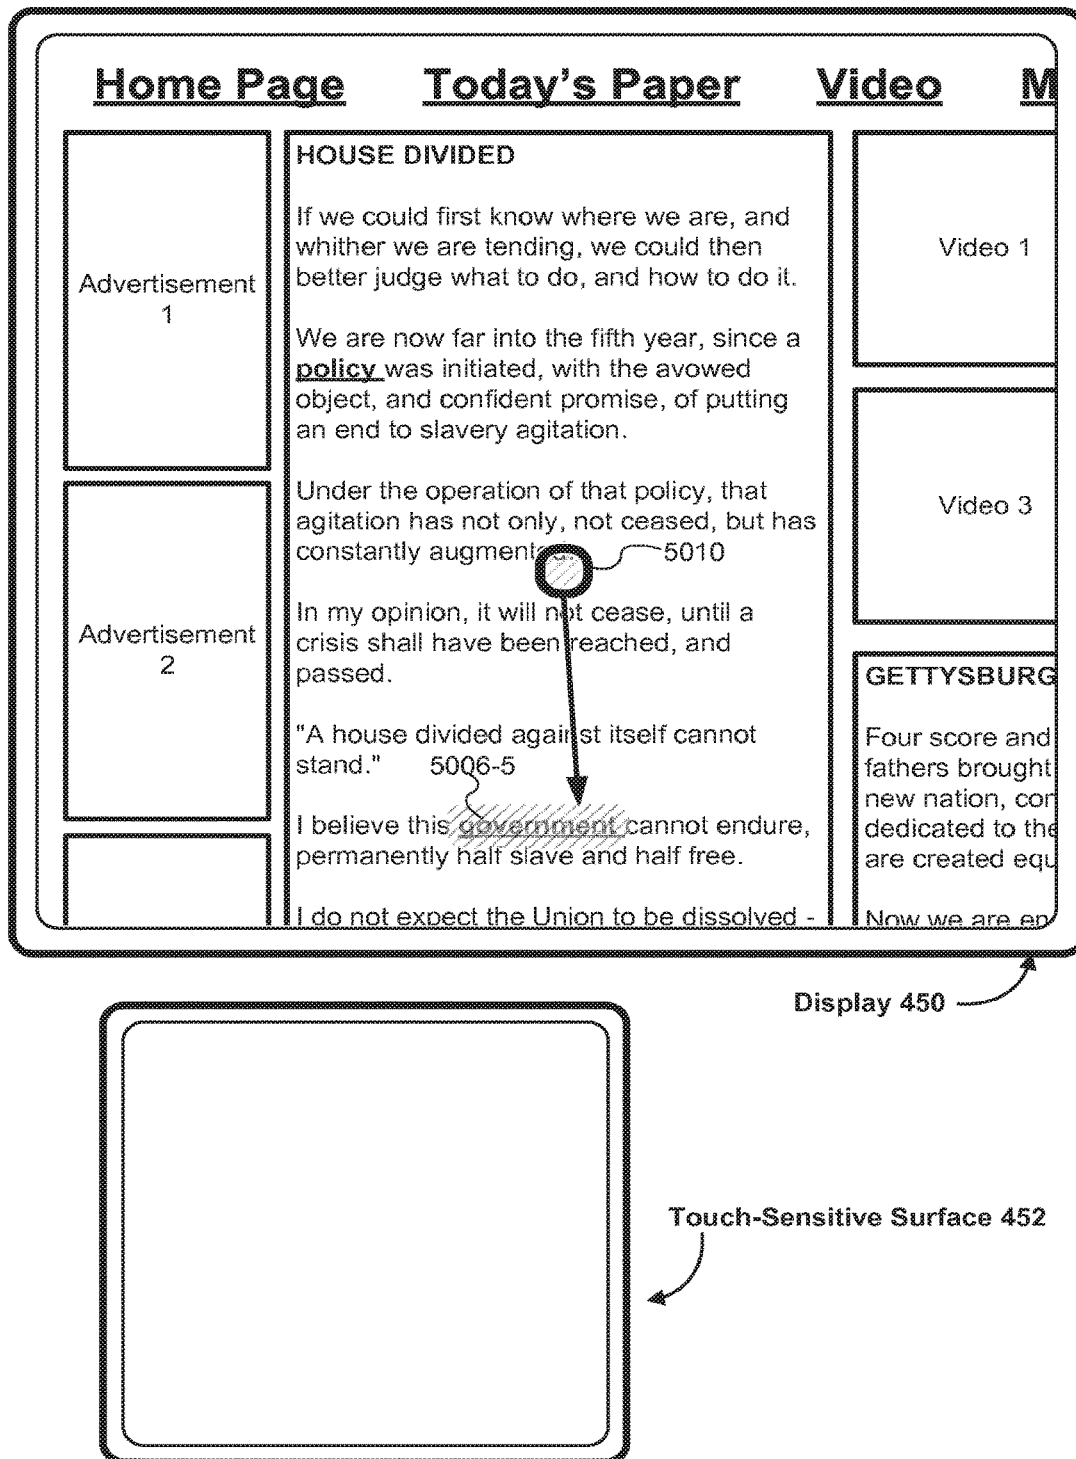 Home Page Today's Paper Video M
Advertisement
1
Advertisement
2
HOUSE DIVIDED
If we could first know where we are, and
whither we are tending, we could then
better judge what to do, and how to do it.
We are now far into the fifth year, since a
policy was initiated, with the avowed
object, and confident promise, of putting
an end to slavery agitation.
Under the operation of that policy, that
agitation has not only, not ceased, but has
constantly augmented.
5010
In my opinion, it will not cease, until a
crisis shall have been reached, and
passed.
"A house divided against itself cannot
stand."
5006-5
I believe this government cannot endure,
permanently half slave and half free.
I do not expect the Union to be dissolved -
Video 1
Video 3
GETTYSBURG
Four score and
fathers brought
new nation, con
dedicated to the
are created equ
Now we are en
Display 450
Touch-Sensitive Surface 452